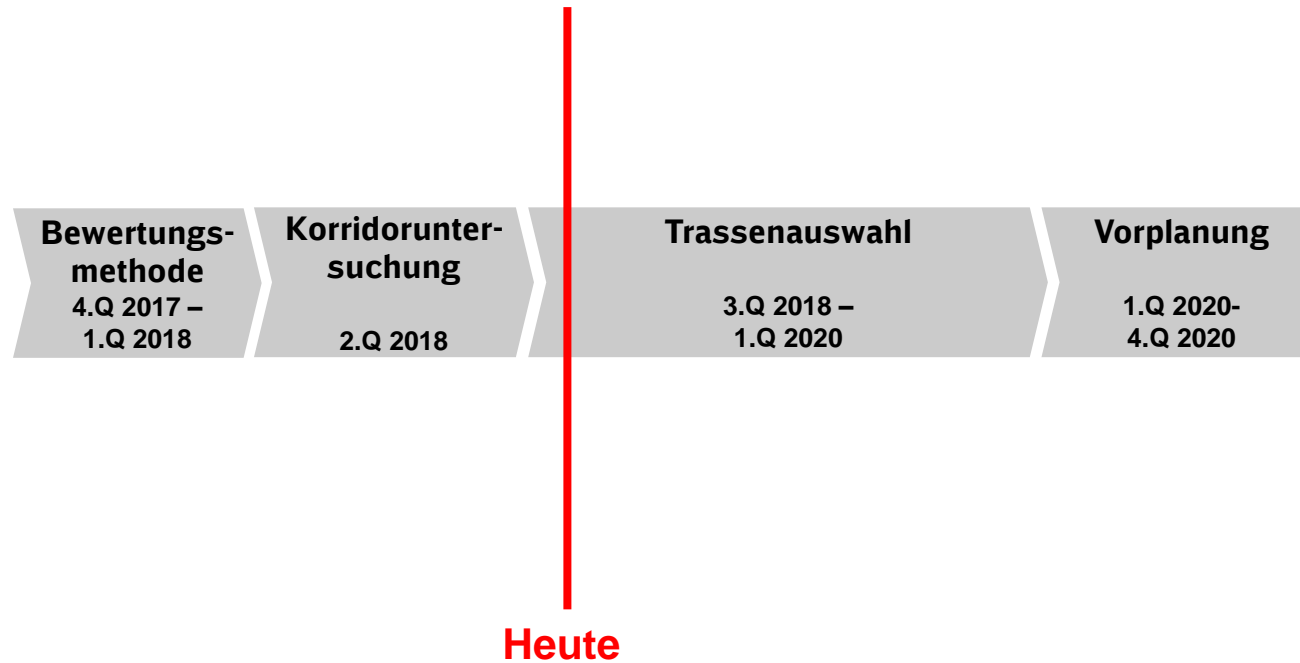 Bewertungs-
methode
4.Q 2017 –
1.Q 2018
Korridorunter-
suchung
2.Q 2018
Trassenauswahl
3.Q 2018 –
1.Q 2020
Vorplanung
1.Q 2020-
4.Q 2020
Heute